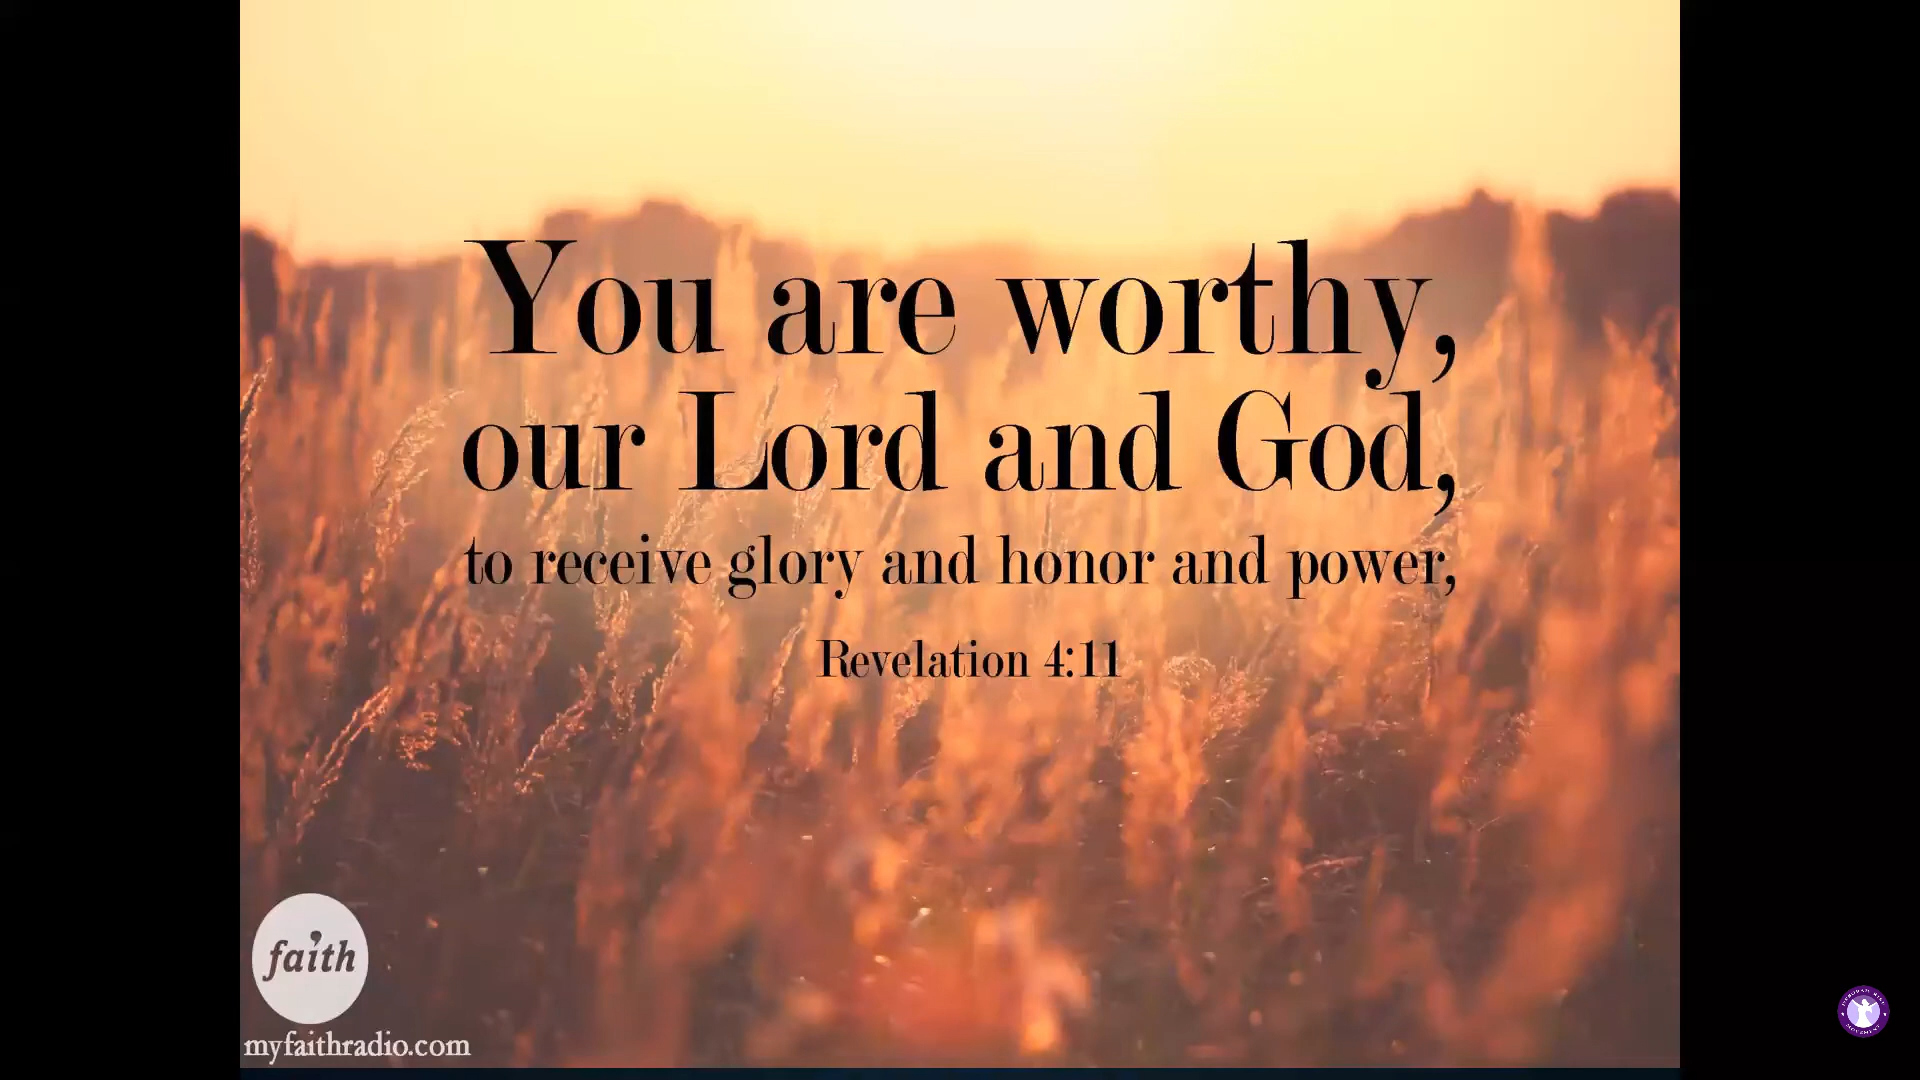 You are worthy,
our Lord and God,
to receive glory and honor and power,
Revelation 4:11
faith
myfaithradio.com